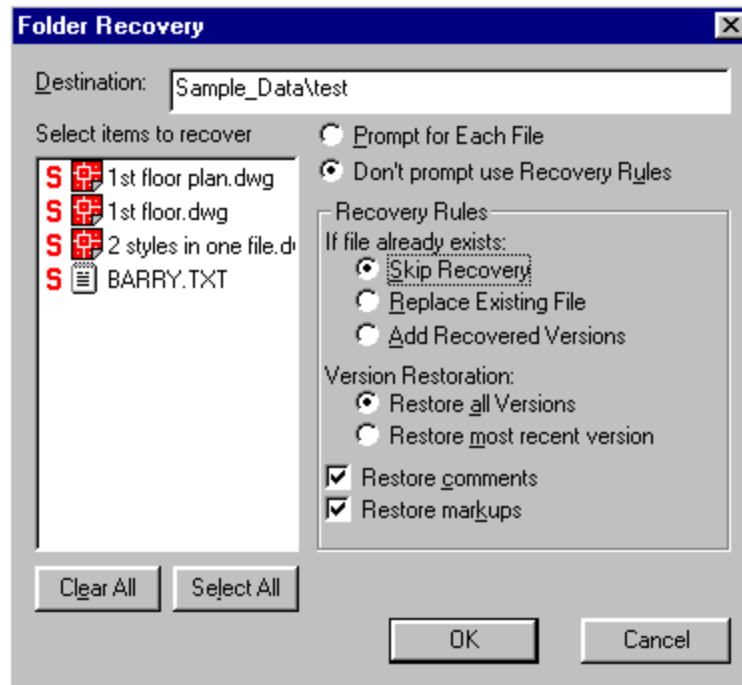 Folder Recovery
Destination: Sample_Data\test
Select items to recover
S 1st floor plan.dwg
S 1st floor.dwg
S 2 styles in one file.d
S BARRY.TXT
Clear All Select All
Prompt for Each File
Don't prompt use Recovery Rules
Recovery Rules
If file already exists:
Skip Recovery
Replace Existing File
Add Recovered Versions
Version Restoration:
Restore all Versions
Restore most recent version
Restore comments
Restore markups
OK Cancel